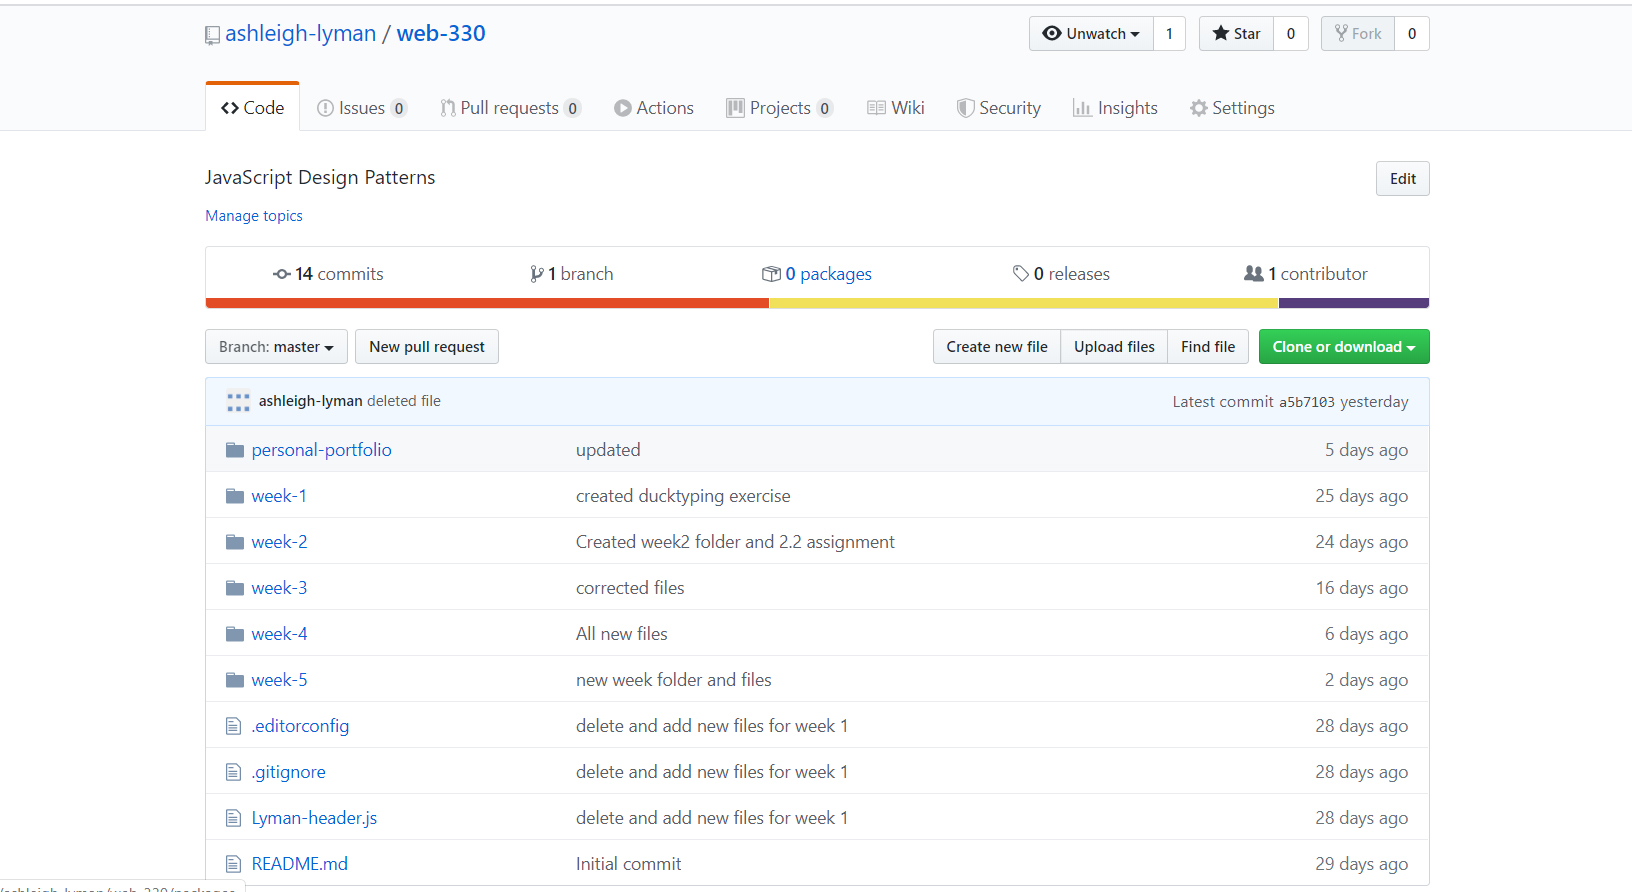 ashleigh-lyman / web-330
Unwatch 1 Star 0 Fork 0
Code Issues 0 Pull requests 0 Actions Projects 0 Wiki Security Insights Settings
JavaScript Design Patterns Edit
Manage topics
14 commits 1 branch 0 packages 0 releases 1 contributor
Branch: master New pull request Create new file Upload files Find file Clone or download
ashleigh-lyman deleted file Latest commit a5b7103 yesterday
personal-portfolio updated 5 days ago
week-1 created ducktyping exercise 25 days ago
week-2 Created week2 folder and 2.2 assignment 24 days ago
week-3 corrected files 16 days ago
week-4 All new files 6 days ago
week-5 new week folder and files 2 days ago
.editorconfig delete and add new files for week 1 28 days ago
.gitignore delete and add new files for week 1 28 days ago
Lyman-header.js delete and add new files for week 1 28 days ago
README.md Initial commit 29 days ago
/ashleigh-lyman/web-330/packages